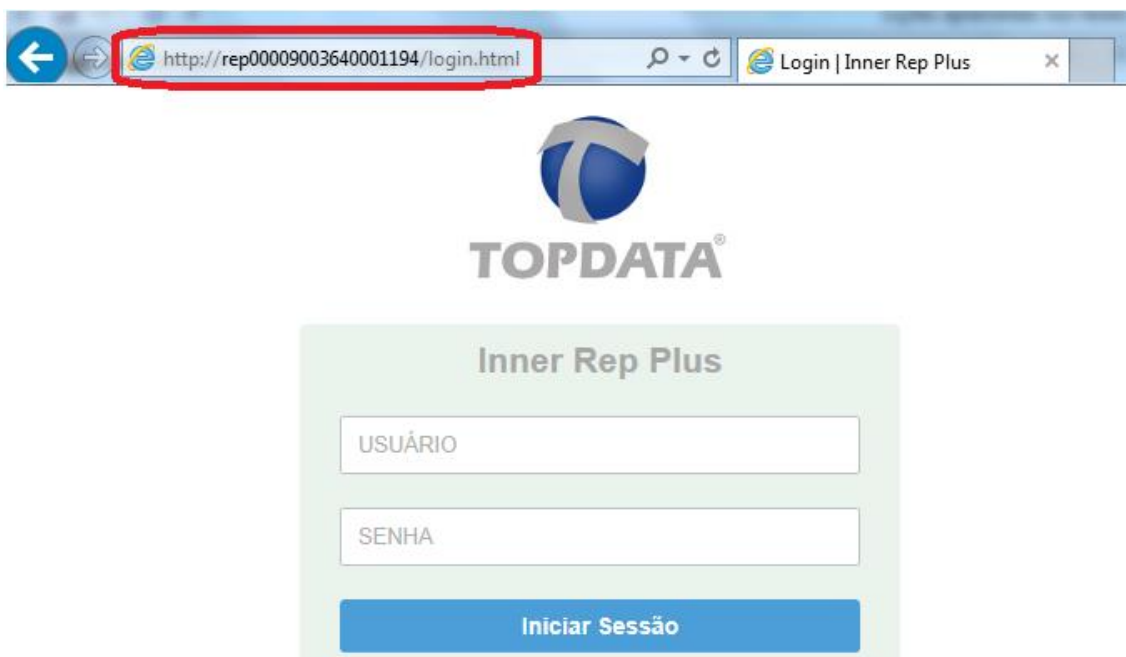 http://rep00009003640001194/login.html
Login | Inner Rep Plus
TOPDATA®
Inner Rep Plus
USUÁRIO
SENHA
Iniciar Sessão